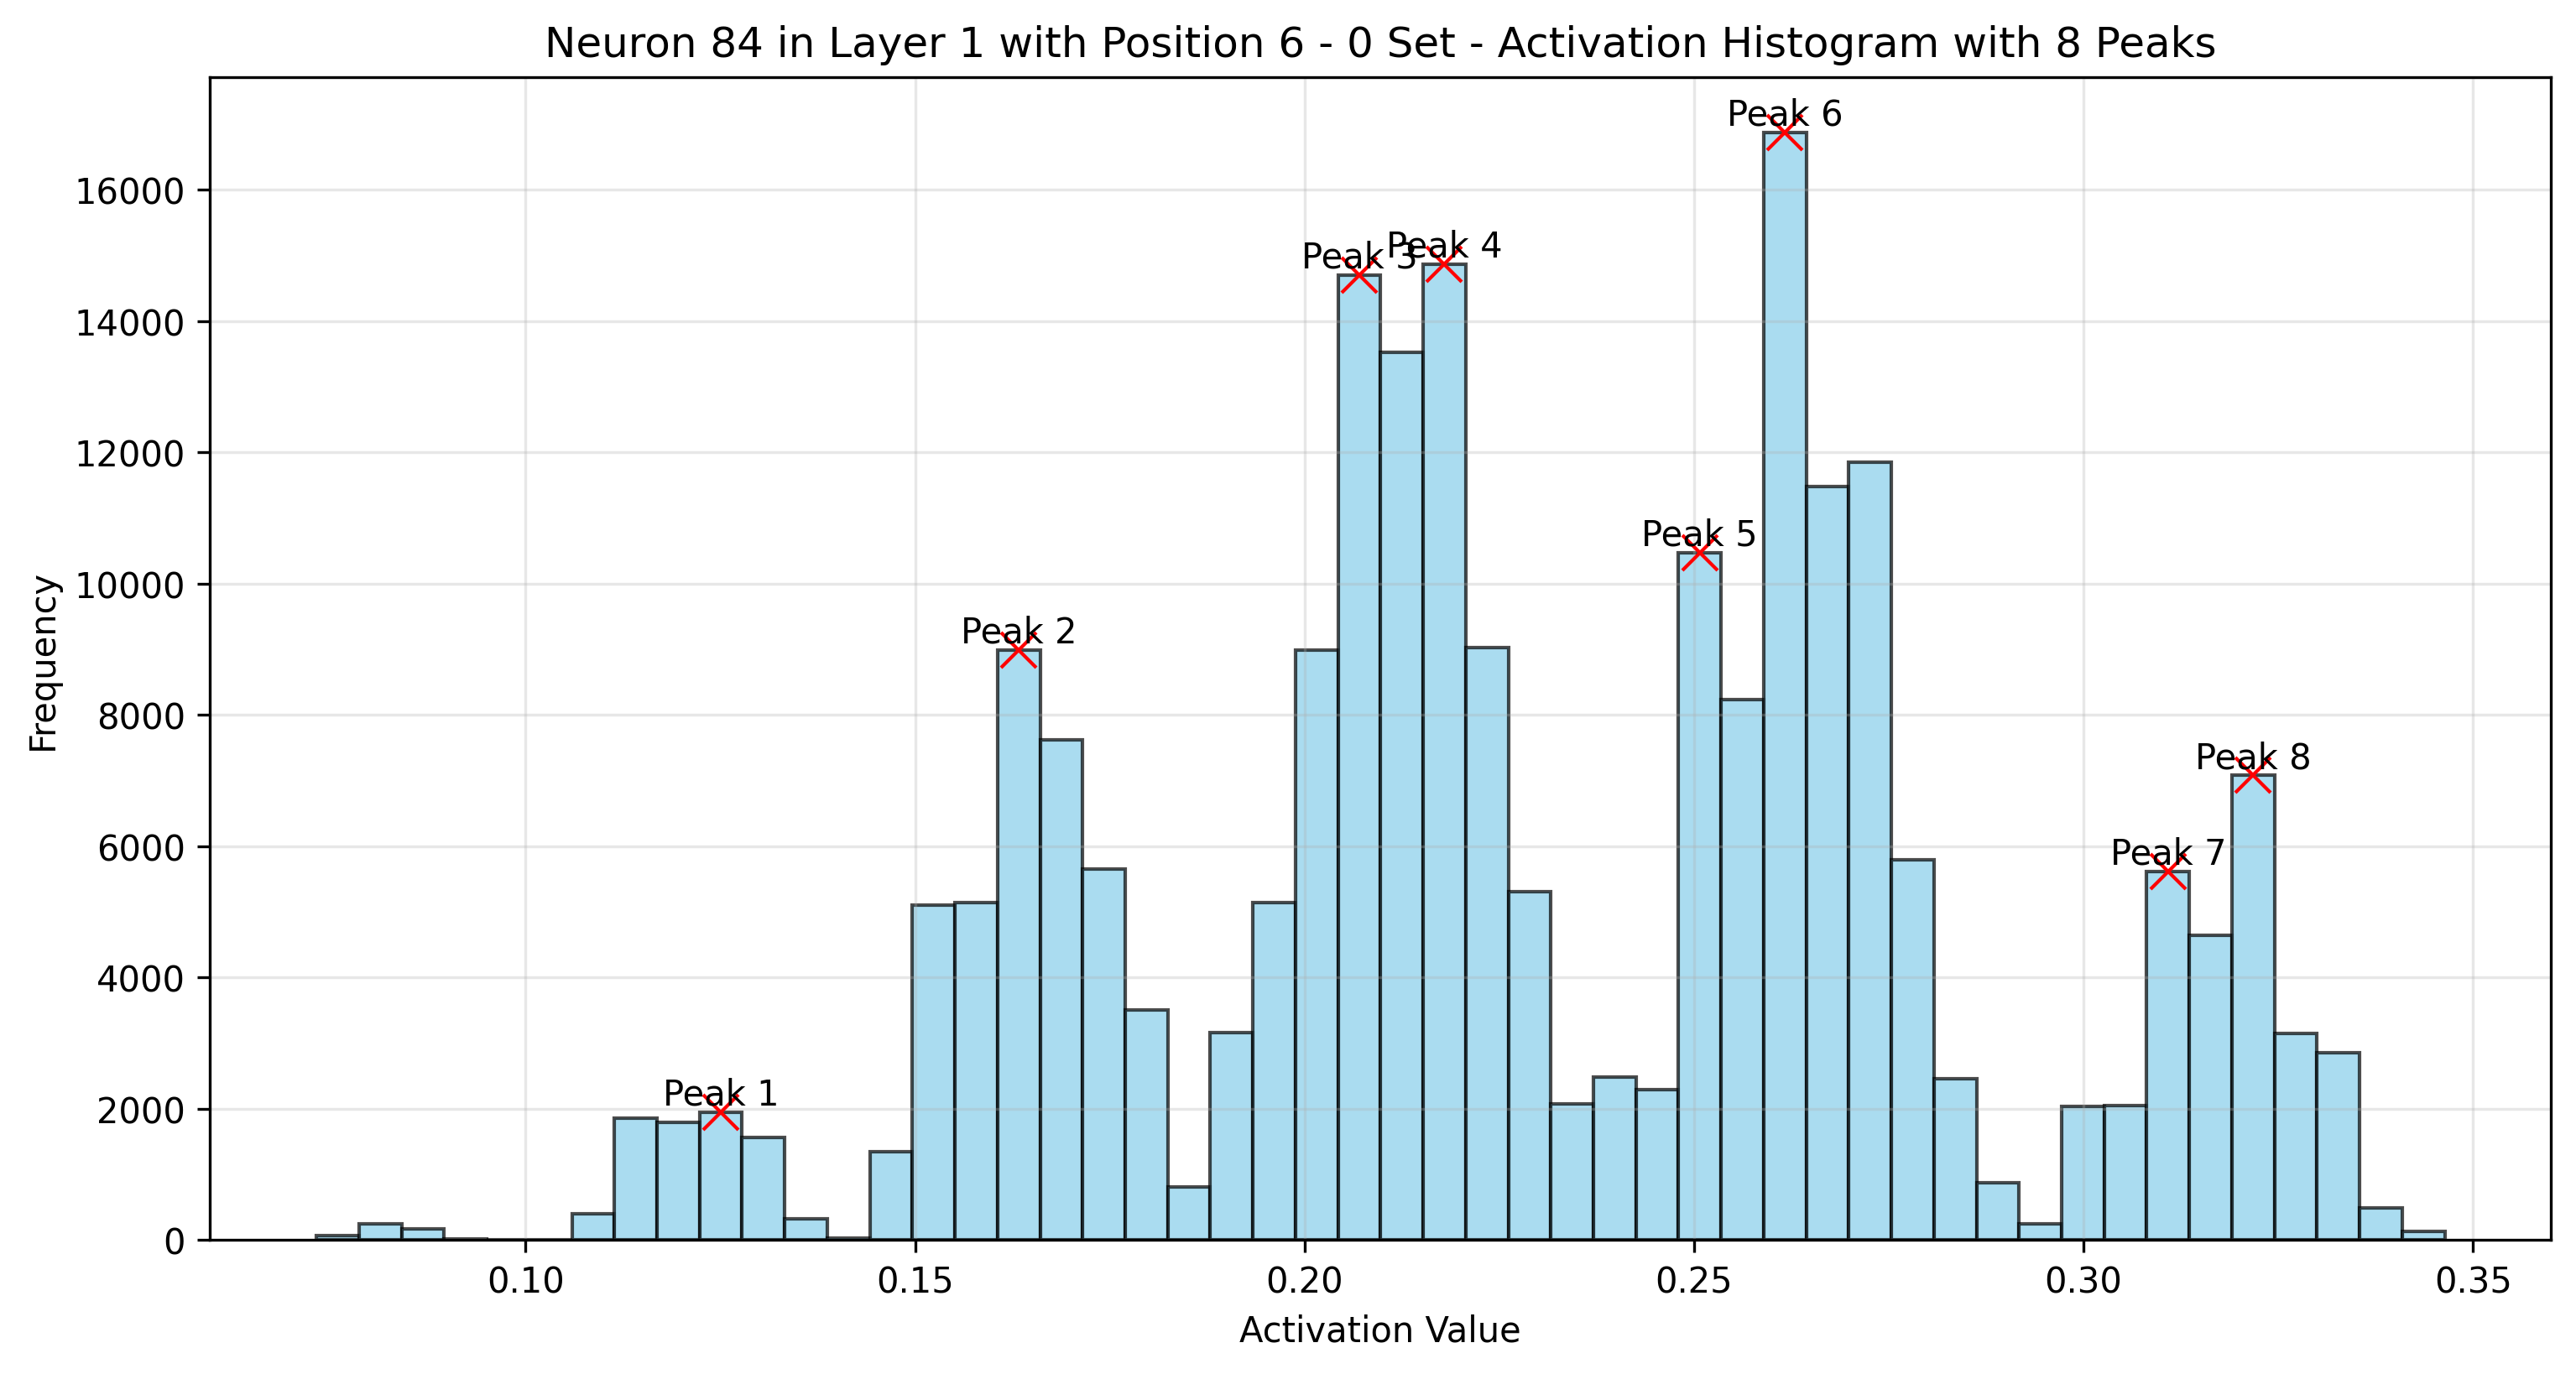 Neuron 84 in Layer 1 with Position 6 - 0 Set - Activation Histogram with 8 Peaks
Peak 6
16000
Peak 3
Peak 4
14000
12000
Peak 5
10000
Peak 2
8000
Peak 8
Peak 7
6000
4000
Peak 1
2000
0
Frequency
0.10
0.15
0.20
0.25
0.30
0.35
Activation Value